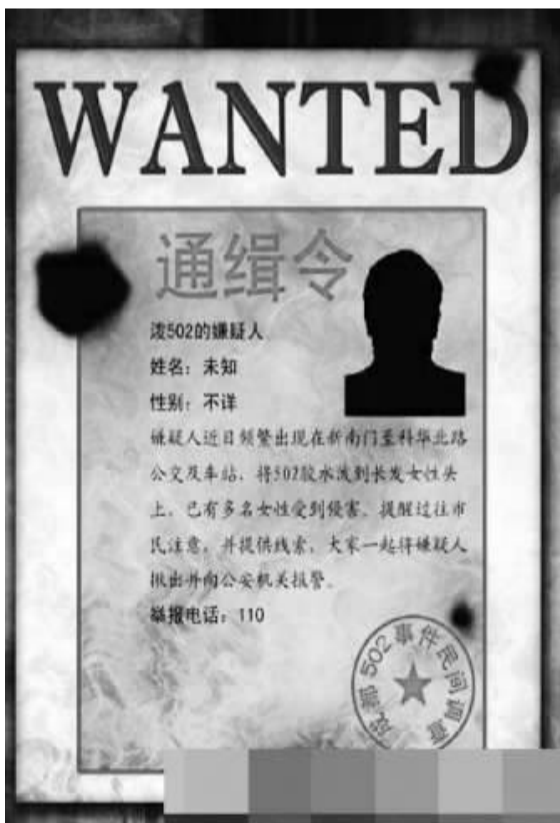 WANTED
通缉令
泼502的嫌疑人
姓名：未知
性别：不详
嫌疑人近日频繁出现在新南门至科华北路
公交及车站，将502胶水泼到长发女性头
上，已有多名女性受到侵害。提醒过往市
民注意，并提供线索，大家一起将嫌疑人
揪出并向公安机关报警。
举报电话：110
成都502事件民间调查